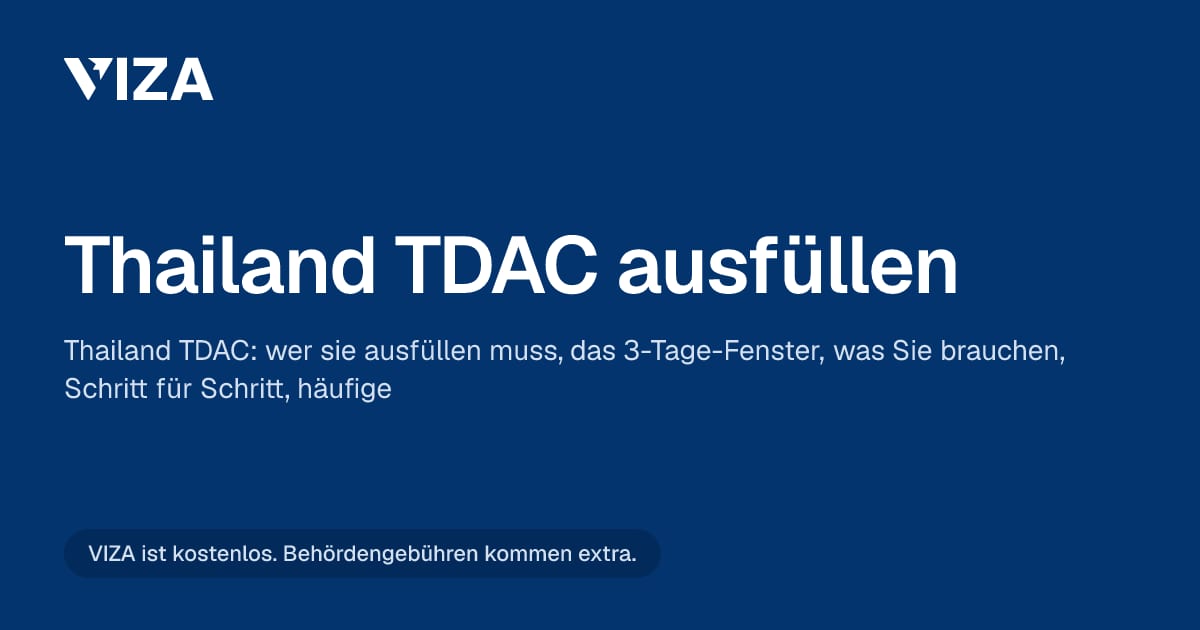 VIZA
Thailand TDAC ausfüllen
Thailand TDAC: wer sie ausfüllen muss, das 3-Tage-Fenster, was Sie brauchen,
Schritt für Schritt, häufige
VIZA ist kostenlos. Behördengebühren kommen extra.